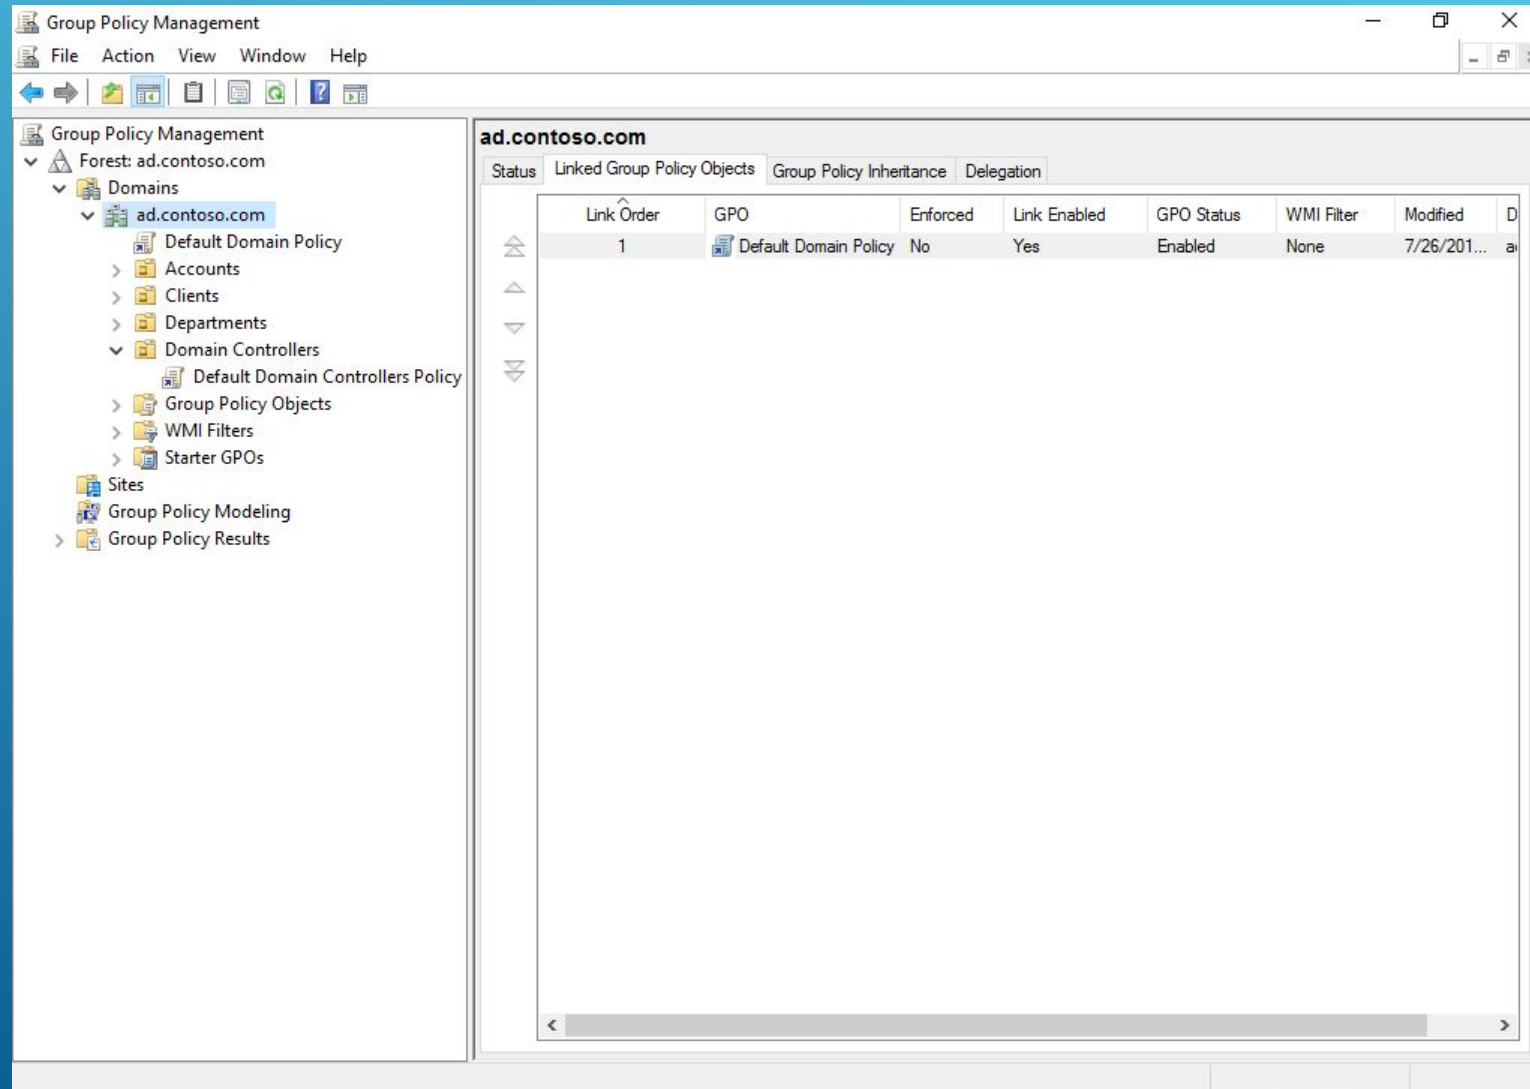 Group Policy Management
File Action View Window Help
Group Policy Management
Forest: ad.contoso.com
Domains
ad.contoso.com
Default Domain Policy
Accounts
Clients
Departments
Domain Controllers
Default Domain Controllers Policy
Group Policy Objects
WMI Filters
Starter GPOs
Sites
Group Policy Modeling
Group Policy Results
ad.contoso.com
Status Linked Group Policy Objects Group Policy Inheritance Delegation
Link Order GPO Enforced Link Enabled GPO Status WMI Filter Modified D
1 Default Domain Policy No Yes Enabled None 7/26/201...